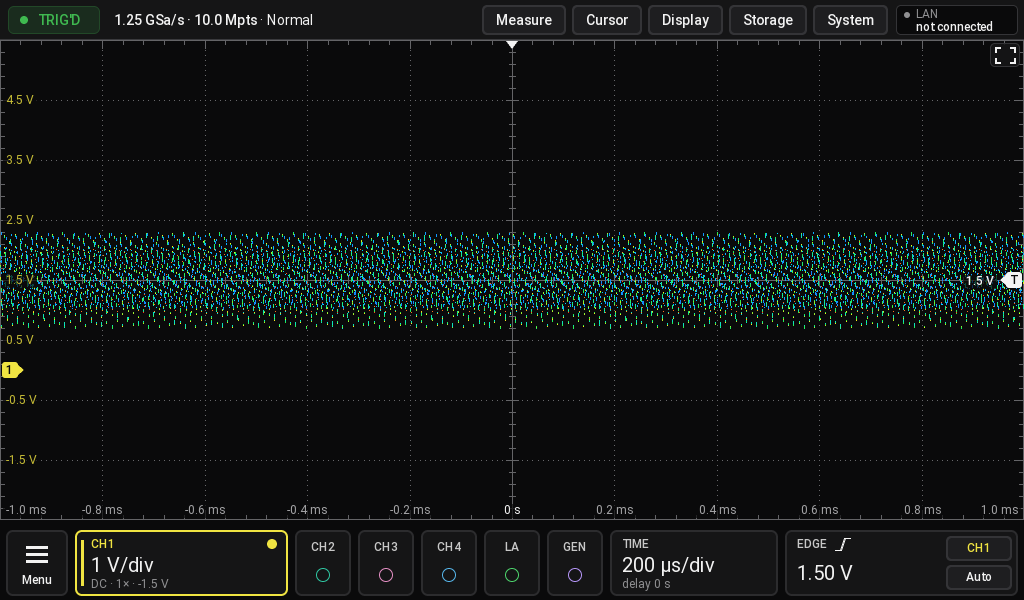 TRIG'D
1.25 GSa/s · 10.0 Mpts · Normal
Measure
Cursor
Display
Storage
System
LAN
not connected
4.5 V
3.5 V
2.5 V
1.5 V
1.5 V
T
0.5 V
1
-0.5 V
-1.5 V
-1.0 ms
-0.8 ms
-0.6 ms
-0.4 ms
-0.2 ms
0 s
0.2 ms
0.4 ms
0.6 ms
0.8 ms
1.0 ms
Menu
CH1
1 V/div
DC · 1× · -1.5 V
CH2
CH3
CH4
LA
GEN
TIME
200 µs/div
delay 0 s
EDGE
1.50 V
CH1
Auto